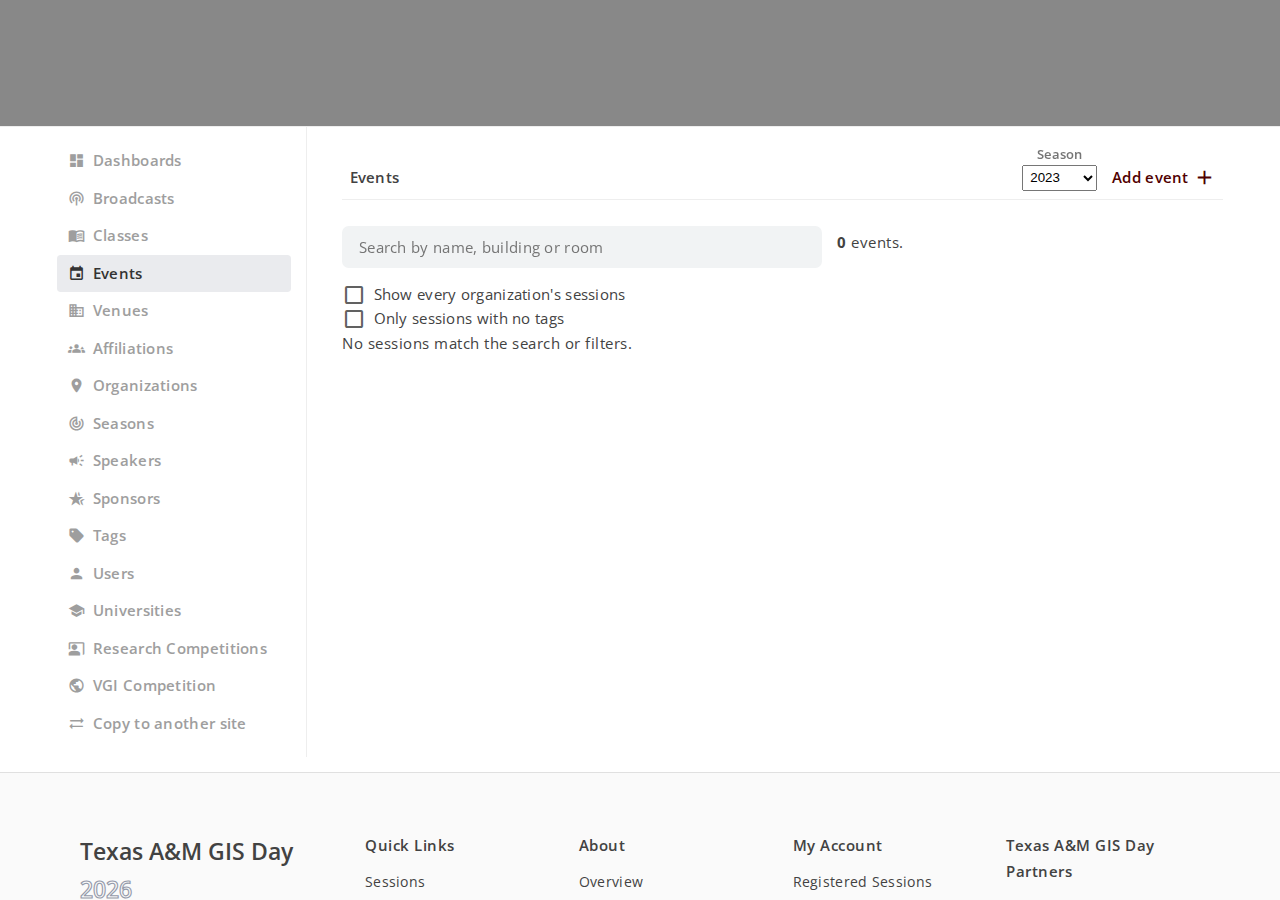 Dashboards
Broadcasts
Classes
Events
Venues
Affiliations
Organizations
Seasons
Speakers
Sponsors
Tags
Users
Universities
Research Competitions
VGI Competition
Copy to another site
Season
Events
2023
Add event
Search by name, building or room
0 events.
Show every organization's sessions
Only sessions with no tags
No sessions match the search or filters.
Texas A&M GIS Day
2026
Quick Links
Sessions
About
Overview
My Account
Registered Sessions
Texas A&M GIS Day
Partners